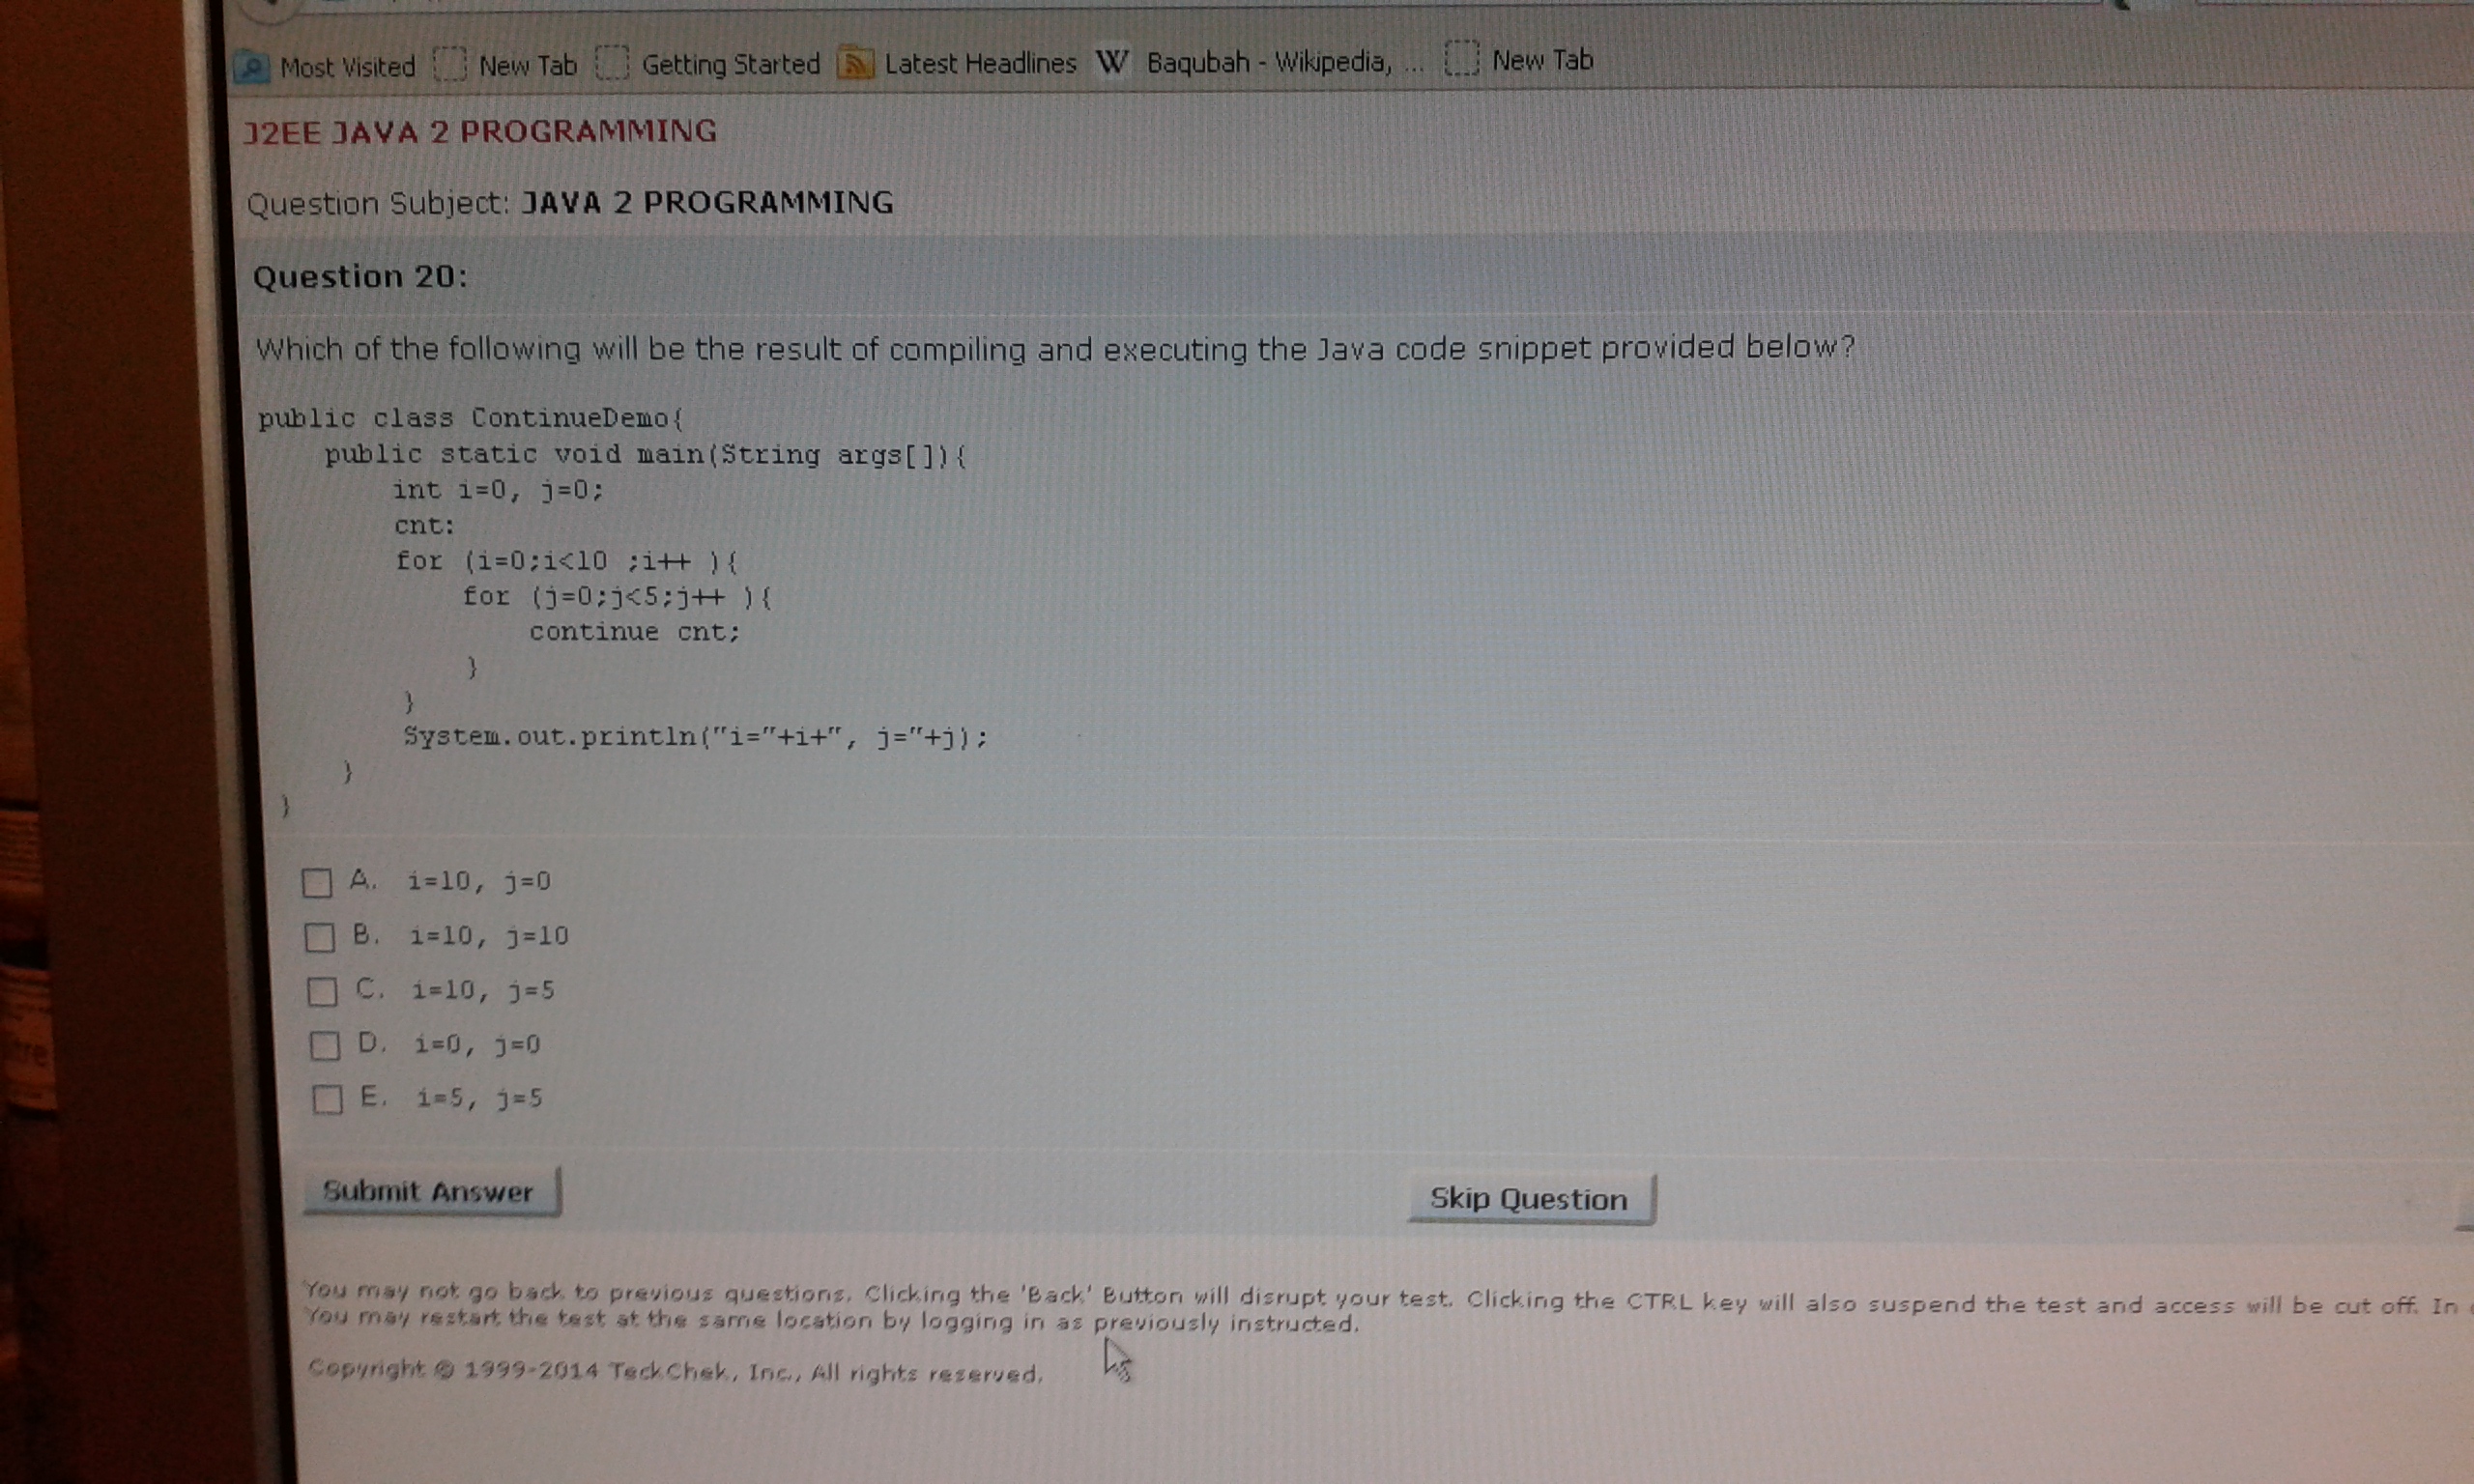 Most Visited New Tab Getting Started Latest Headlines W Baqubah - Wikipedia, ... New Tab
J2EE JAVA 2 PROGRAMMING
Question Subject: JAVA 2 PROGRAMMING
Question 20:
Which of the following will be the result of compiling and executing the Java code snippet provided below?
public class ContinueDemo{
public static void main(String args[]){
int i=0, j=0;
cnt:
for (i=0;i<10 ;i++ ){
for (j=0;j<5;j++ ){
continue cnt;
}
}
System.out.println("i="+i+", j="+j);
}
}
A. i=10, j=0
B. i=10, j=10
C. i=10, j=5
D. i=0, j=0
E. i=5, j=5
Submit Answer Skip Question
You may not go back to previous questions. Clicking the 'Back' Button will disrupt your test. Clicking the CTRL key will also suspend the test and access will be cut off. In
You may restart the test at the same location by logging in as previously instructed.
Copyright © 1999-2014 TeckChek, Inc., All rights reserved.